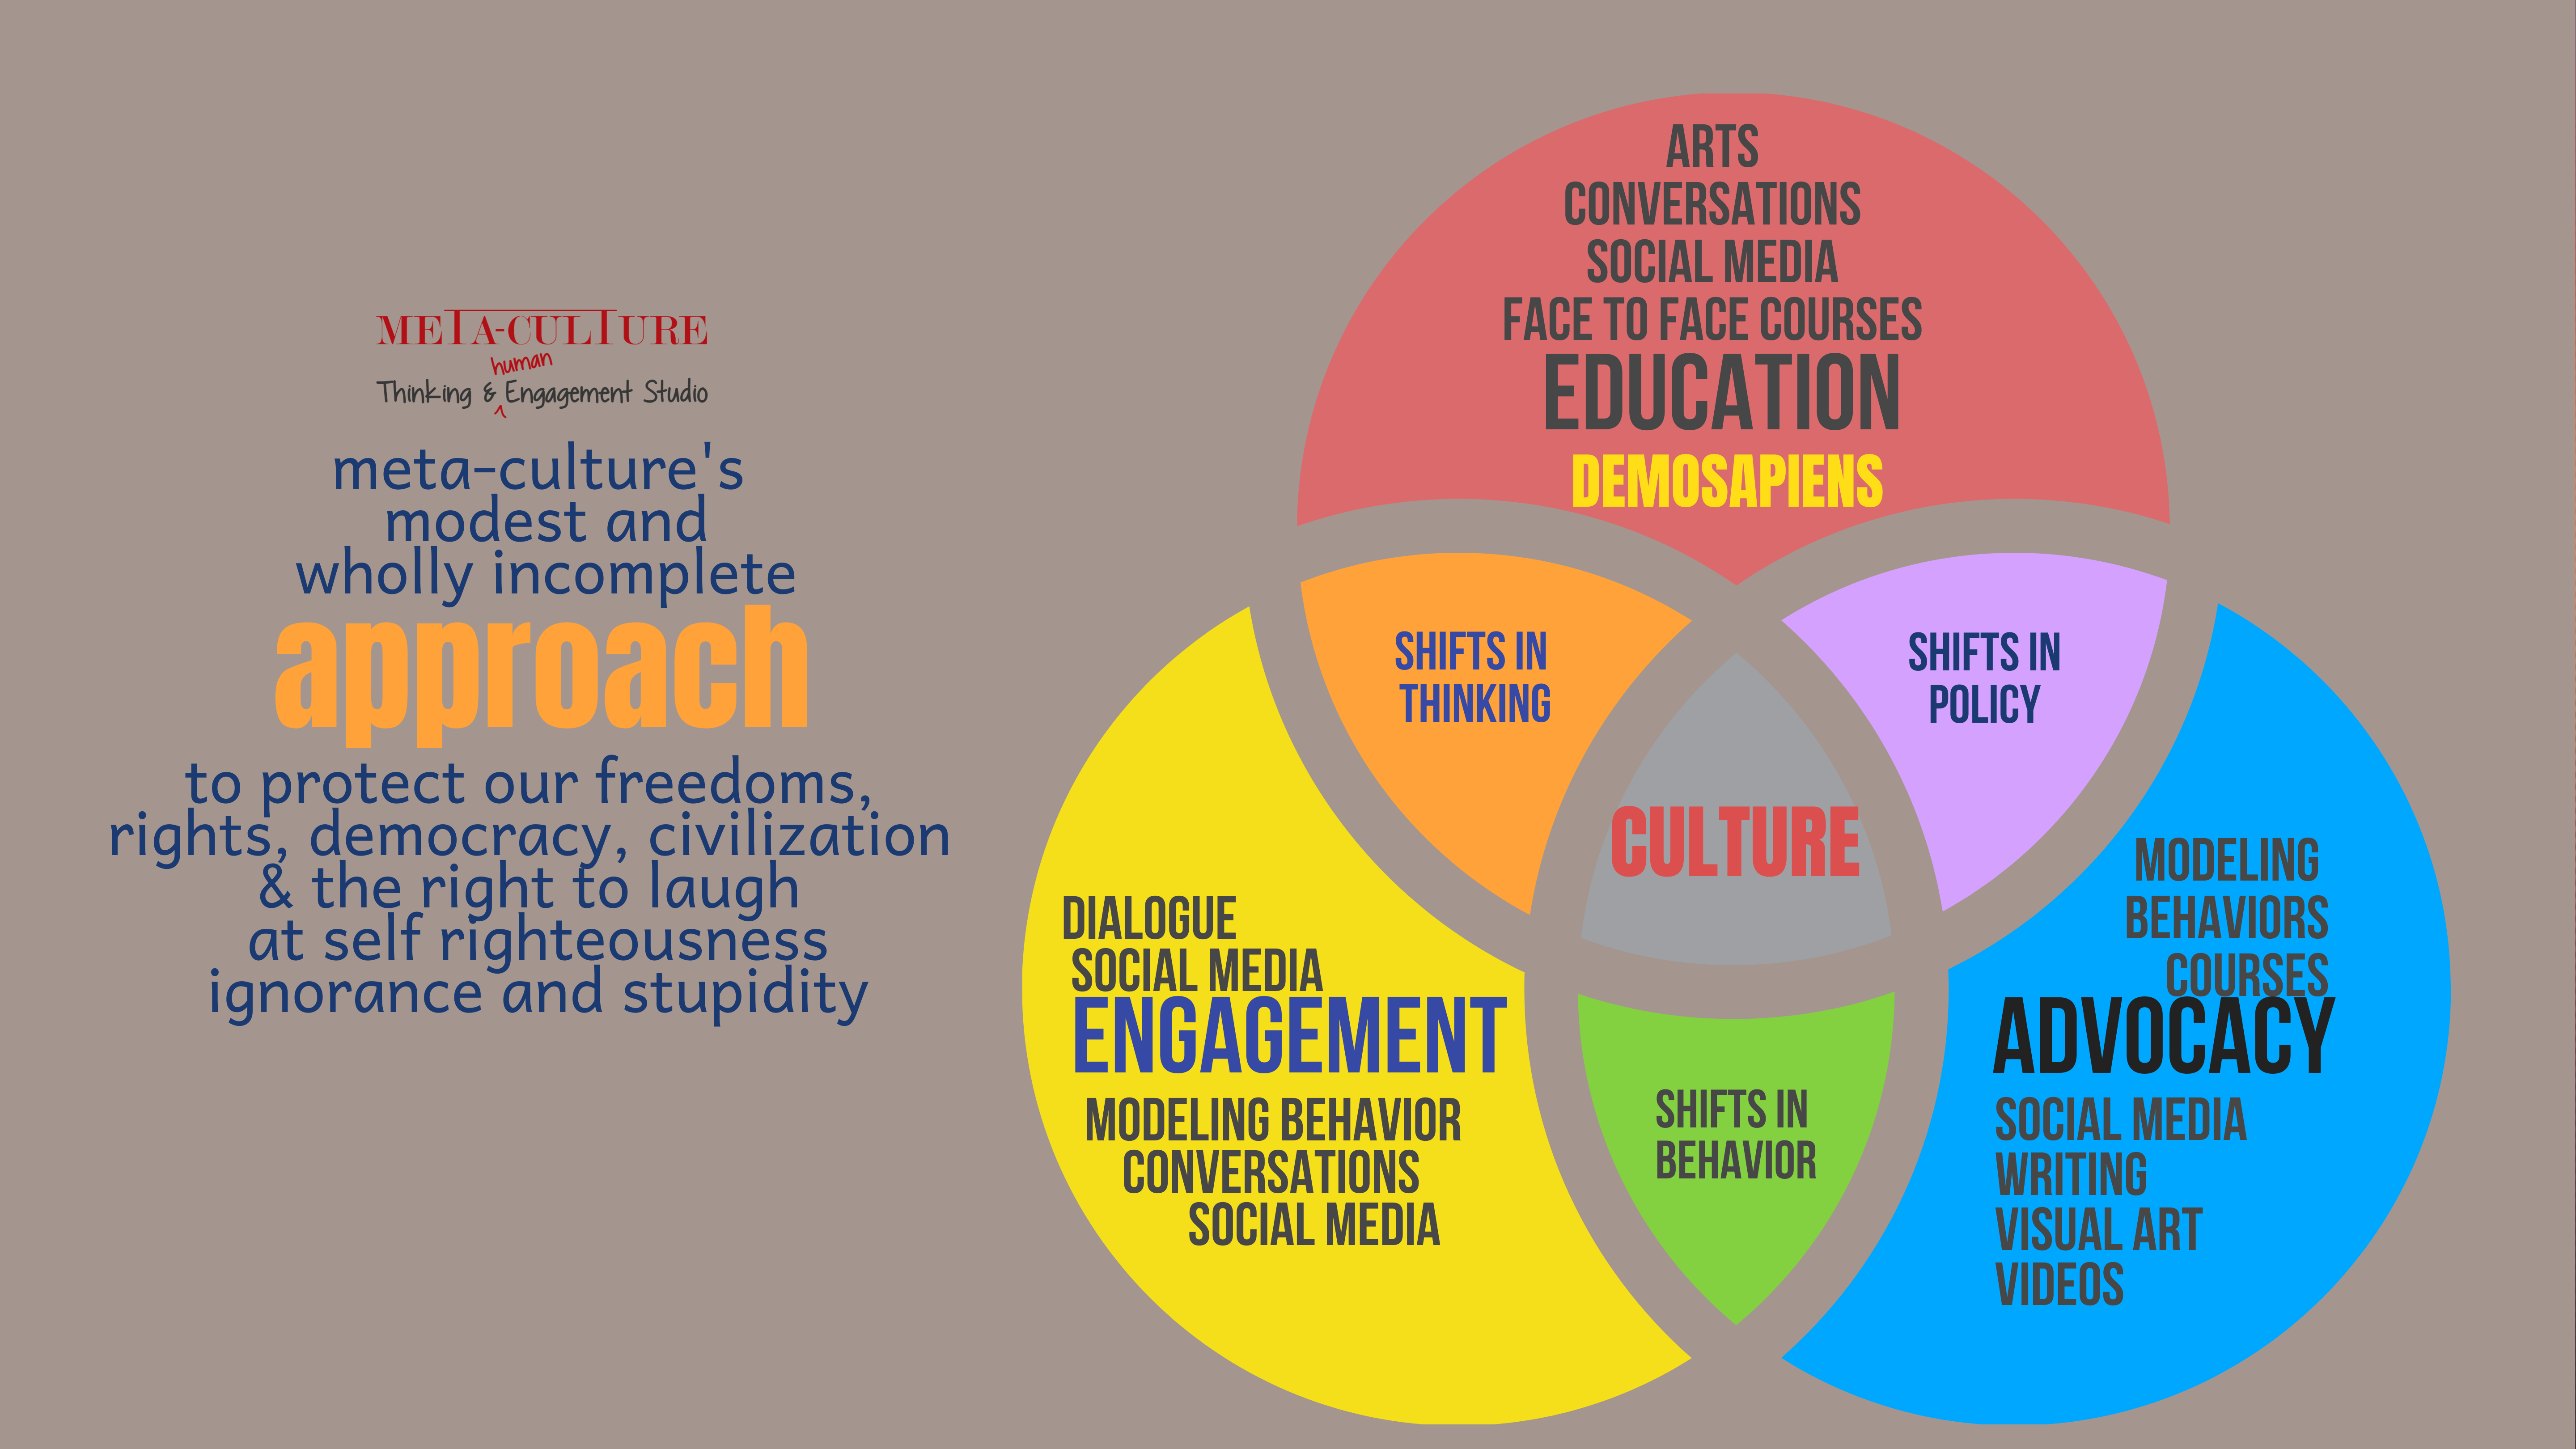 META-CULTURE
human
Thinking & Engagement Studio
meta-culture's
modest and
wholly incomplete
approach
to protect our freedoms,
rights, democracy, civilization
& the right to laugh
at self righteousness
ignorance and stupidity
ARTS
CONVERSATIONS
SOCIAL MEDIA
FACE TO FACE COURSES
EDUCATION
DEMOSAPIENS
SHIFTS IN
THINKING
SHIFTS IN
POLICY
CULTURE
DIALOGUE
SOCIAL MEDIA
ENGAGEMENT
MODELING BEHAVIOR
CONVERSATIONS
SOCIAL MEDIA
SHIFTS IN
BEHAVIOR
MODELING
BEHAVIORS
COURSES
ADVOCACY
SOCIAL MEDIA
WRITING
VISUAL ART
VIDEOS